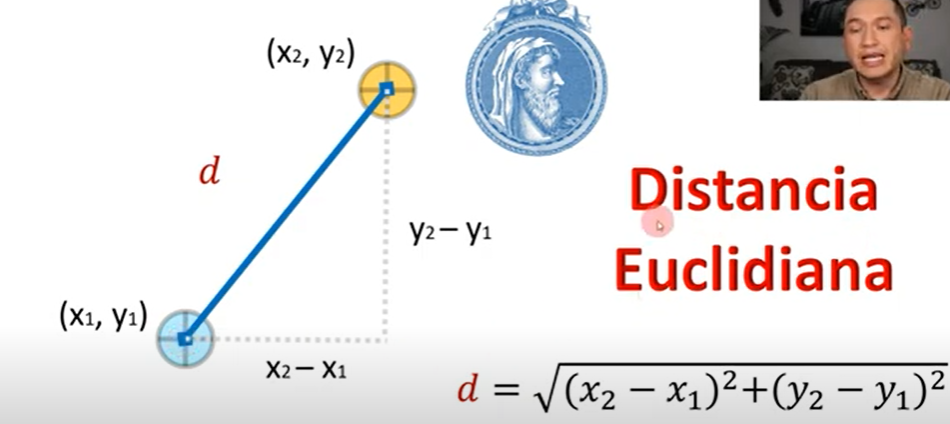 (x2, y2)
d
Distancia
Euclidiana
y2 – y1
(x1, y1)
x2 – x1
d = √(x₂ − x₁)²+(y₂ − y₁)²